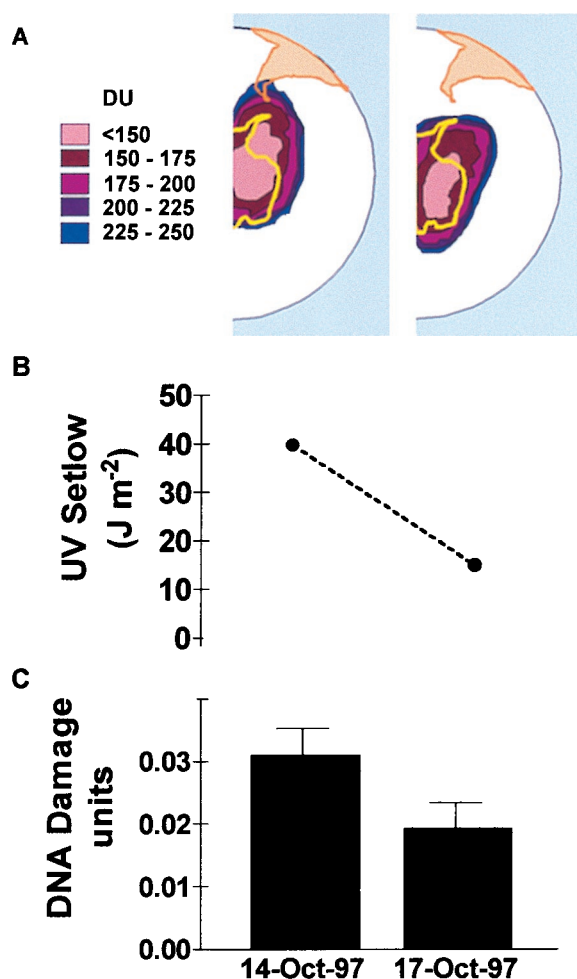 A
DU
<150
150 - 175
175 - 200
200 - 225
225 - 250
B
UV Setlow
(J m-2)
50
40
30
20
10
0
C
DNA Damage
units
0.03
0.02
0.01
0.00
14-Oct-97 17-Oct-97